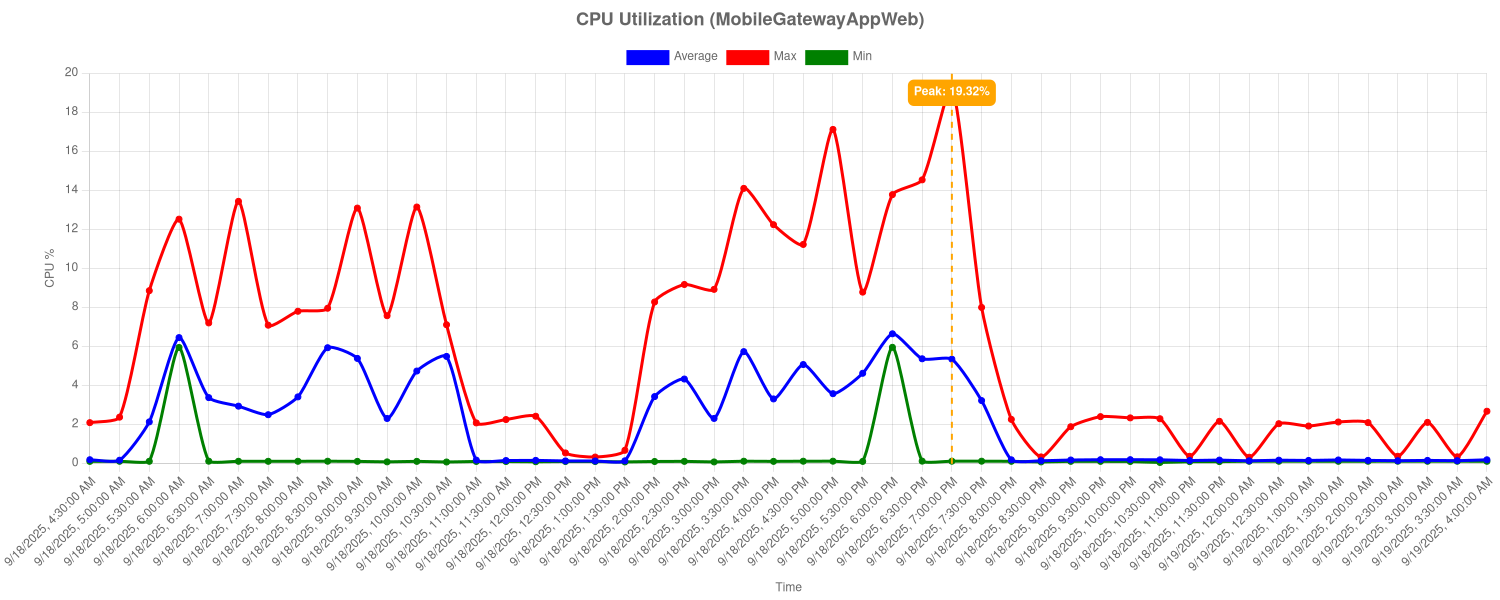 CPU Utilization (MobileGatewayAppWeb)
Average Max Min
Peak: 19.32%
20
18
16
14
12
10
8
6
4
2
0
CPU %
9/18/2025, 4:30:00 AM
9/18/2025, 5:00:00 AM
9/18/2025, 5:30:00 AM
9/18/2025, 6:00:00 AM
9/18/2025, 6:30:00 AM
9/18/2025, 7:00:00 AM
9/18/2025, 7:30:00 AM
9/18/2025, 8:00:00 AM
9/18/2025, 8:30:00 AM
9/18/2025, 9:00:00 AM
9/18/2025, 9:30:00 AM
9/18/2025, 10:00:00 AM
9/18/2025, 10:30:00 AM
9/18/2025, 11:00:00 AM
9/18/2025, 11:30:00 AM
9/18/2025, 12:00:00 PM
9/18/2025, 12:30:00 PM
9/18/2025, 1:00:00 PM
9/18/2025, 1:30:00 PM
9/18/2025, 2:00:00 PM
9/18/2025, 2:30:00 PM
9/18/2025, 3:00:00 PM
9/18/2025, 3:30:00 PM
9/18/2025, 4:00:00 PM
9/18/2025, 4:30:00 PM
9/18/2025, 5:00:00 PM
9/18/2025, 5:30:00 PM
9/18/2025, 6:00:00 PM
9/18/2025, 6:30:00 PM
9/18/2025, 7:00:00 PM
9/18/2025, 7:30:00 PM
9/18/2025, 8:00:00 PM
9/18/2025, 8:30:00 PM
9/18/2025, 9:00:00 PM
9/18/2025, 9:30:00 PM
9/18/2025, 10:00:00 PM
9/18/2025, 10:30:00 PM
9/18/2025, 11:00:00 PM
9/18/2025, 11:30:00 PM
9/19/2025, 12:00:00 AM
9/19/2025, 12:30:00 AM
9/19/2025, 1:00:00 AM
9/19/2025, 1:30:00 AM
9/19/2025, 2:00:00 AM
9/19/2025, 2:30:00 AM
9/19/2025, 3:00:00 AM
9/19/2025, 3:30:00 AM
9/19/2025, 4:00:00 AM
Time